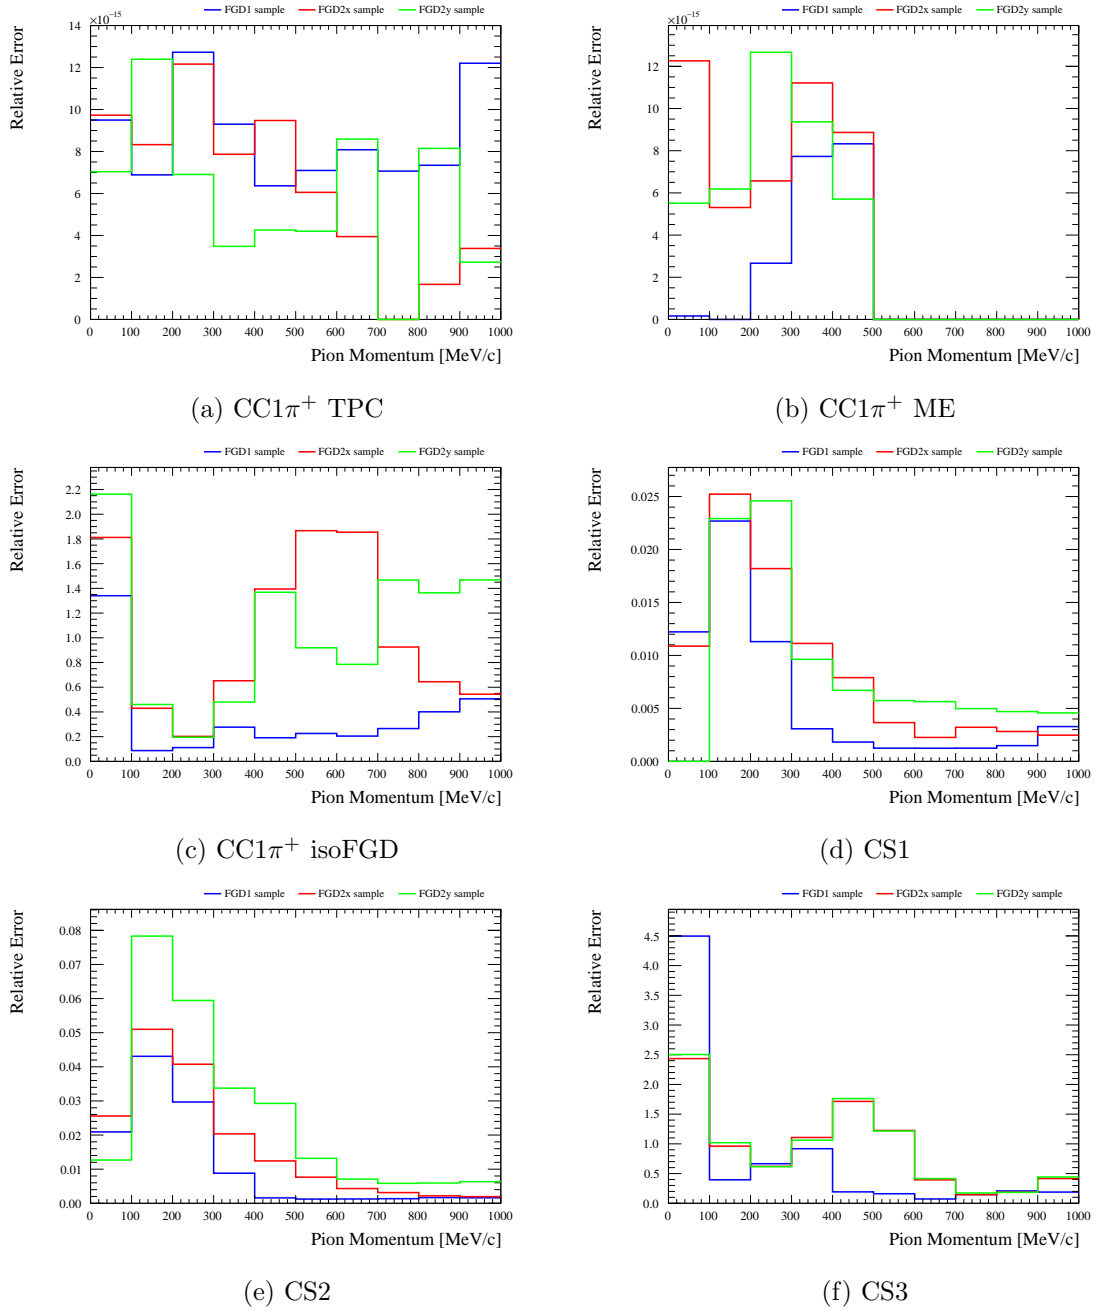 FGD1 sample FGD2x sample FGD2y sample
×10⁻¹⁵
Relative Error
14
12
10
8
6
4
2
0
0 100 200 300 400 500 600 700 800 900 1000
Pion Momentum [MeV/c]
(a) CC1π⁺ TPC
FGD1 sample FGD2x sample FGD2y sample
×10⁻¹⁵
Relative Error
12
10
8
6
4
2
0
0 100 200 300 400 500 600 700 800 900 1000
Pion Momentum [MeV/c]
(b) CC1π⁺ ME
FGD1 sample FGD2x sample FGD2y sample
Relative Error
2.2
2.0
1.8
1.6
1.4
1.2
1.0
0.8
0.6
0.4
0.2
0.0
0 100 200 300 400 500 600 700 800 900 1000
Pion Momentum [MeV/c]
(c) CC1π⁺ isoFGD
FGD1 sample FGD2x sample FGD2y sample
Relative Error
0.025
0.020
0.015
0.010
0.005
0.000
0 100 200 300 400 500 600 700 800 900 1000
Pion Momentum [MeV/c]
(d) CS1
FGD1 sample FGD2x sample FGD2y sample
Relative Error
0.08
0.07
0.06
0.05
0.04
0.03
0.02
0.01
0.00
0 100 200 300 400 500 600 700 800 900 1000
Pion Momentum [MeV/c]
(e) CS2
FGD1 sample FGD2x sample FGD2y sample
Relative Error
4.5
4.0
3.5
3.0
2.5
2.0
1.5
1.0
0.5
0.0
0 100 200 300 400 500 600 700 800 900 1000
Pion Momentum [MeV/c]
(f) CS3